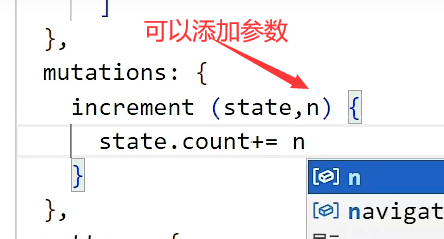 ]
},
可以添加参数
mutations: {
increment (state,n) {
state.count+= n
}
n
navigat
},